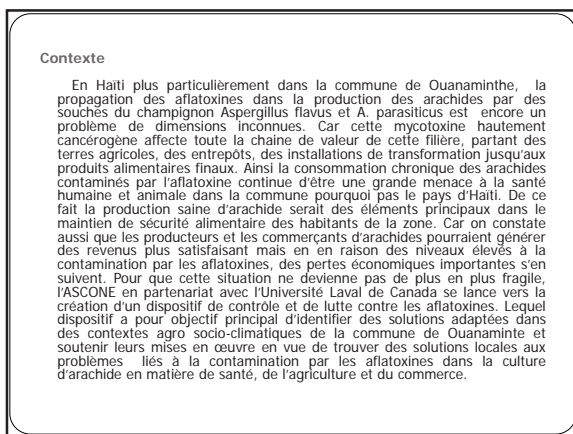 Contexte
En Haïti plus particulièrement dans la commune de Ouanaminthe, la
propagation des aflatoxines dans la production des arachides par des
souches du champignon Aspergillus flavus et A. parasiticus est encore un
problème de dimensions inconnues. Car cette mycotoxine hautement
cancérogène affecte toute la chaine de valeur de cette filière, partant des
terres agricoles, des entrepôts, des installations de transformation jusqu'aux
produits alimentaires finaux. Ainsi la consommation chronique des arachides
contaminés par l'aflatoxine continue d'être une grande menace à la santé
humaine et animale dans la commune pourquoi pas le pays d'Haïti. De ce
fait la production saine d'arachide serait des éléments principaux dans le
maintien de sécurité alimentaire des habitants de la zone. Car on constate
aussi que les producteurs et les commerçants d'arachides pourraient générer
des revenus plus satisfaisant mais en en raison des niveaux élevés à la
contamination par les aflatoxines, des pertes économiques importantes s'en
suivent. Pour que cette situation ne devienne pas de plus en plus fragile,
l'ASCONE en partenariat avec l'Université Laval de Canada se lance vers la
création d'un dispositif de contrôle et de lutte contre les aflatoxines. Lequel
dispositif a pour objectif principal d'identifier des solutions adaptées dans
des contextes agro socio-climatiques de la commune de Ouanaminte et
soutenir leurs mises en œuvre en vue de trouver des solutions locales aux
problèmes liés à la contamination par les aflatoxines dans la culture
d'arachide en matière de santé, de l'agriculture et du commerce.